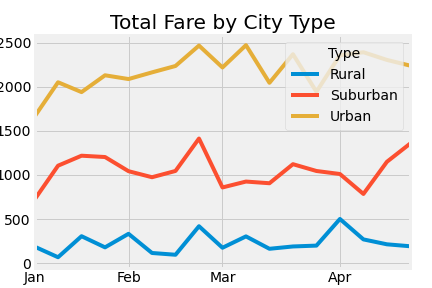 Total Fare by City Type
2500
2000
1500
1000
500
0
Jan
Feb
Mar
Apr
Type
Rural
Suburban
Urban